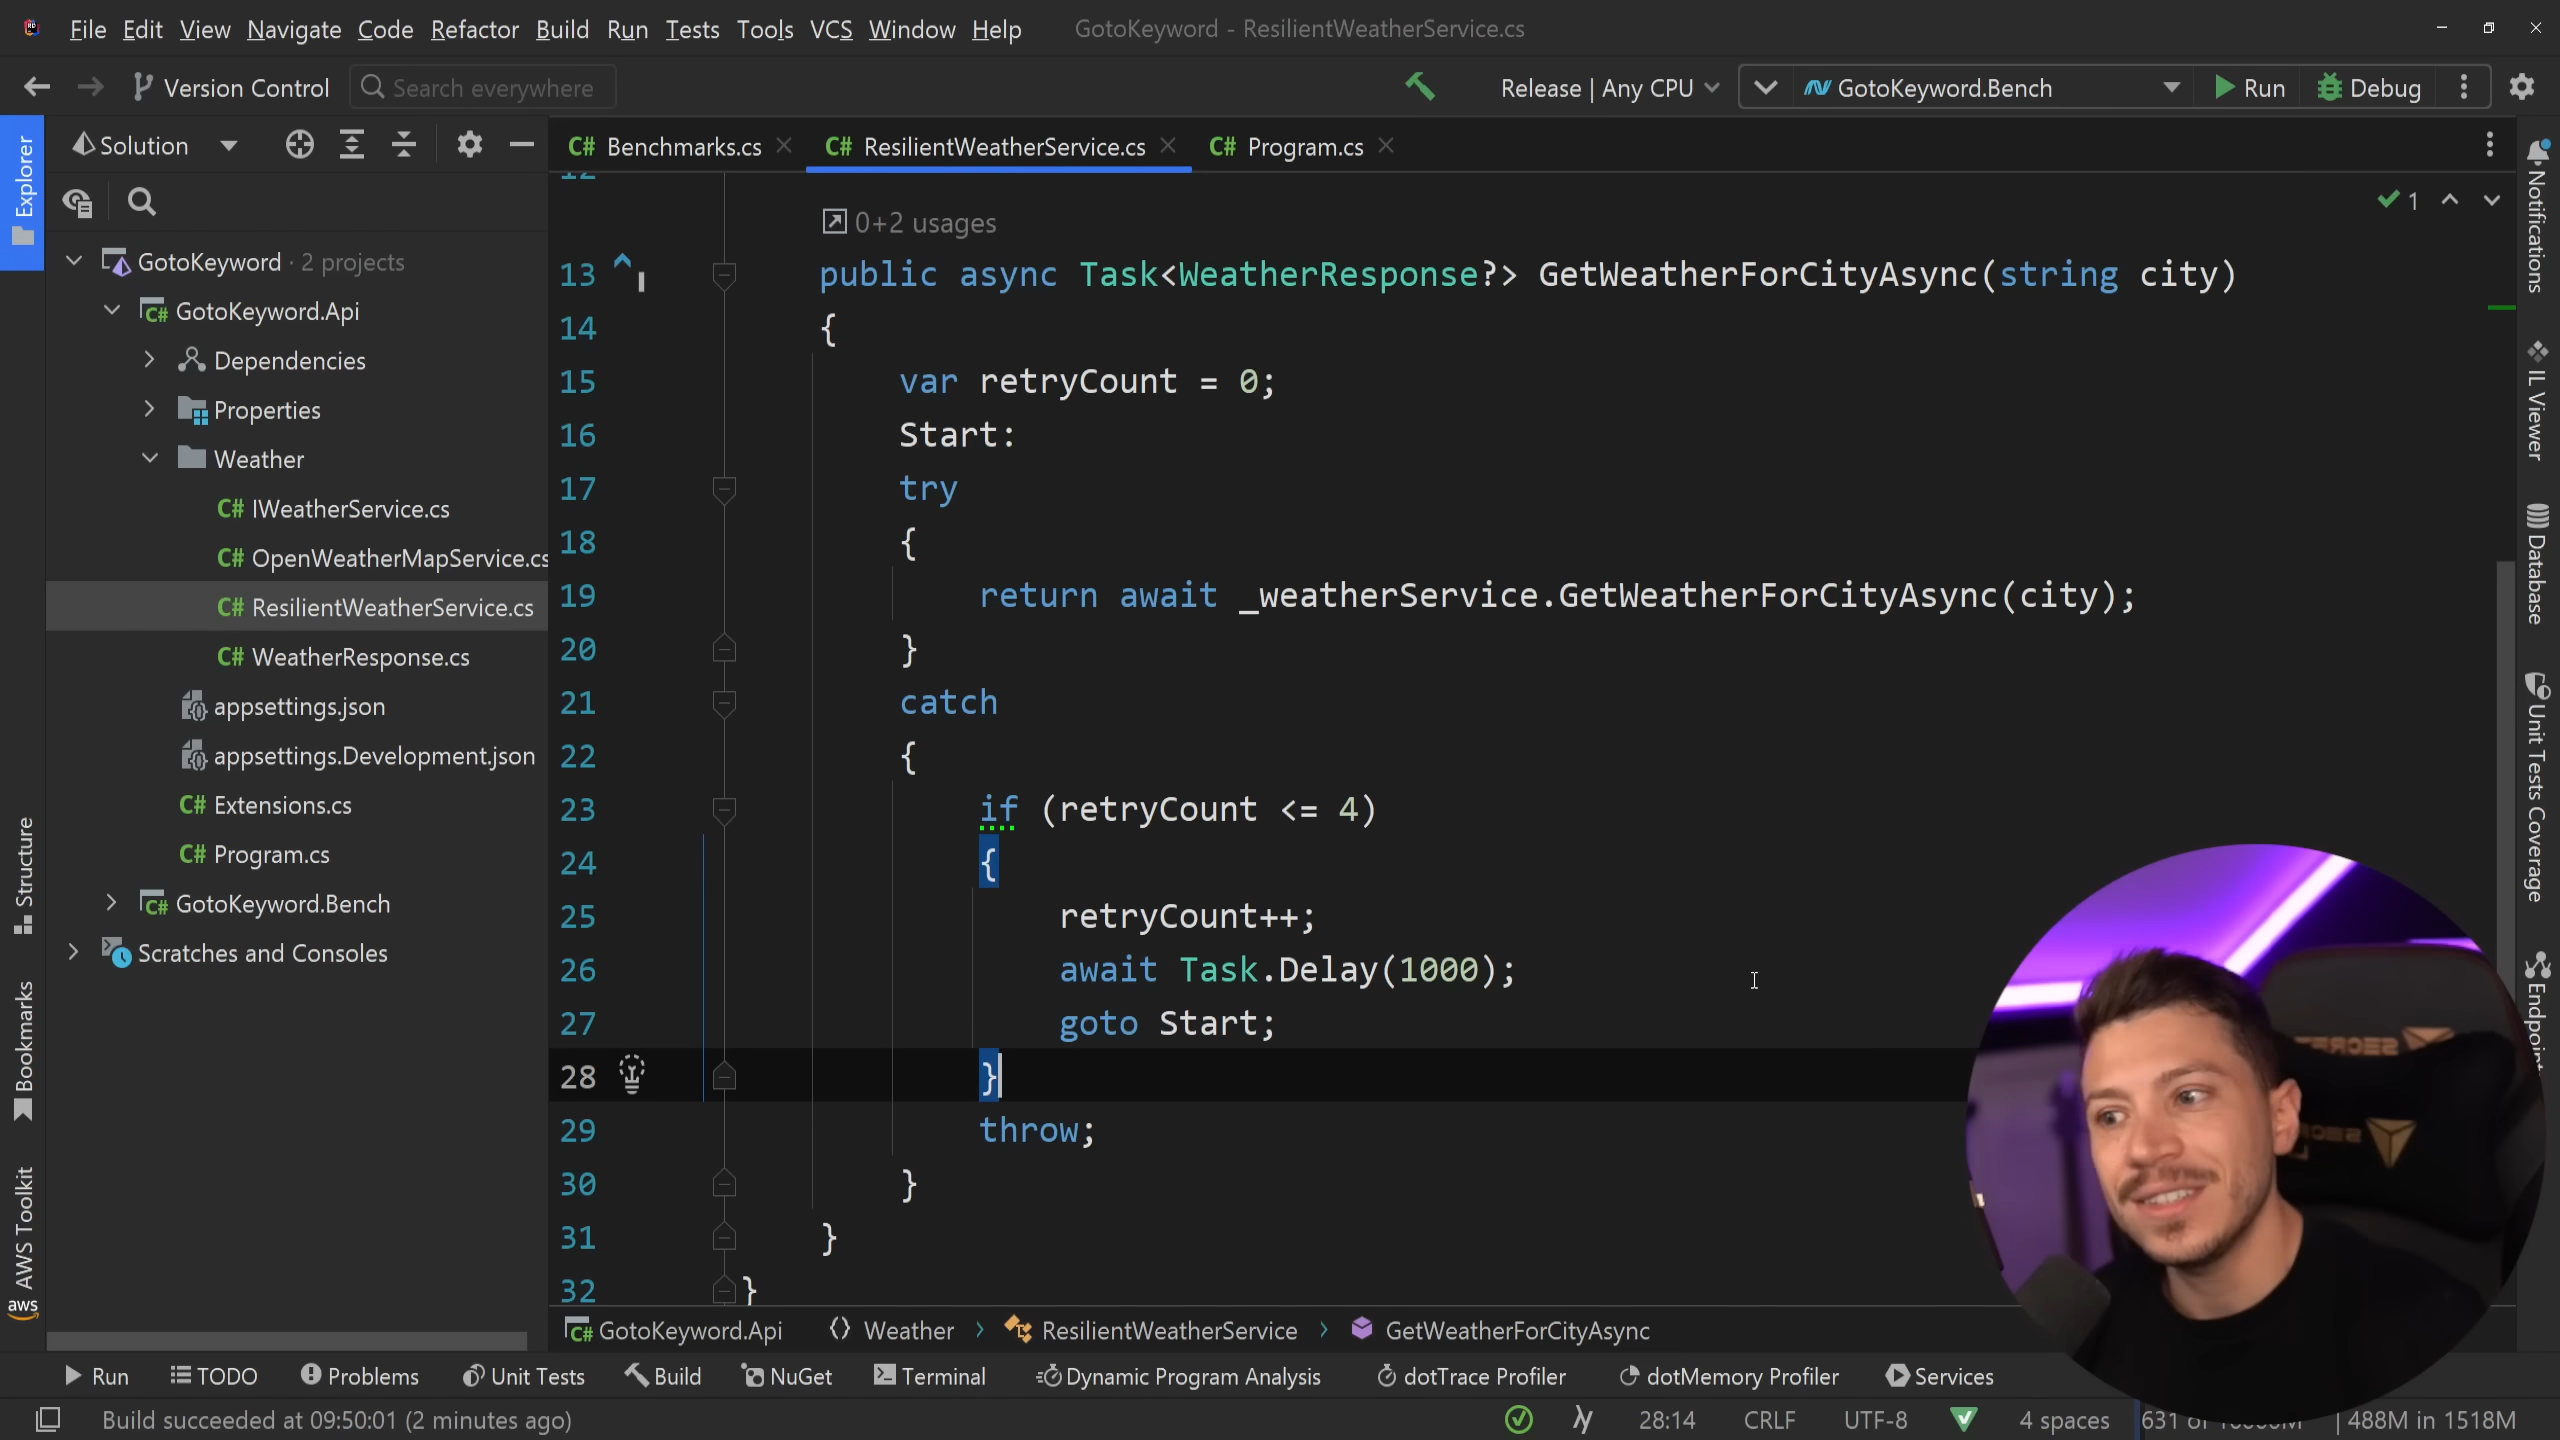 File Edit View Navigate Code Refactor Build Run Tests Tools VCS Window Help GotoKeyword - ResilientWeatherService.cs
Version Control Search everywhere Release | Any CPU GotoKeyword.Bench Run Debug
Solution
C# Benchmarks.cs C# ResilientWeatherService.cs C# Program.cs
Explorer
GotoKeyword · 2 projects
C# GotoKeyword.Api
Dependencies
Properties
Weather
C# IWeatherService.cs
C# OpenWeatherMapService.cs
C# ResilientWeatherService.cs
C# WeatherResponse.cs
appsettings.json
appsettings.Development.json
C# Extensions.cs
C# Program.cs
C# GotoKeyword.Bench
Scratches and Consoles
Structure
Bookmarks
AWS Toolkit
aws
0+2 usages
1
13 public async Task<WeatherResponse?> GetWeatherForCityAsync(string city)
14 {
15 var retryCount = 0;
16 Start:
17 try
18 {
19 return await _weatherService.GetWeatherForCityAsync(city);
20 }
21 catch
22 {
23 if (retryCount <= 4)
24 {
25 retryCount++;
26 await Task.Delay(1000);
27 goto Start;
28 }
29 throw;
30 }
31 }
32 }
Notifications
IL Viewer
Database
Unit Tests Coverage
SECRET
C# GotoKeyword.Api Weather ResilientWeatherService GetWeatherForCityAsync
Run TODO Problems Unit Tests Build NuGet Terminal Dynamic Program Analysis dotTrace Profiler dotMemory Profiler Services
Build succeeded at 09:50:01 (2 minutes ago) 28:14 CRLF UTF-8 4 spaces 631 of 488M in 1518M